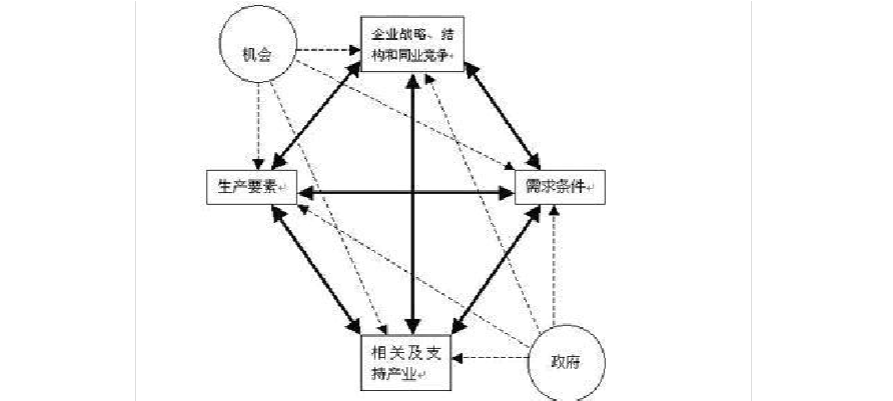 机会
企业战略、结
构和同业竞争
生产要素
需求条件
相关及支
持产业
政府